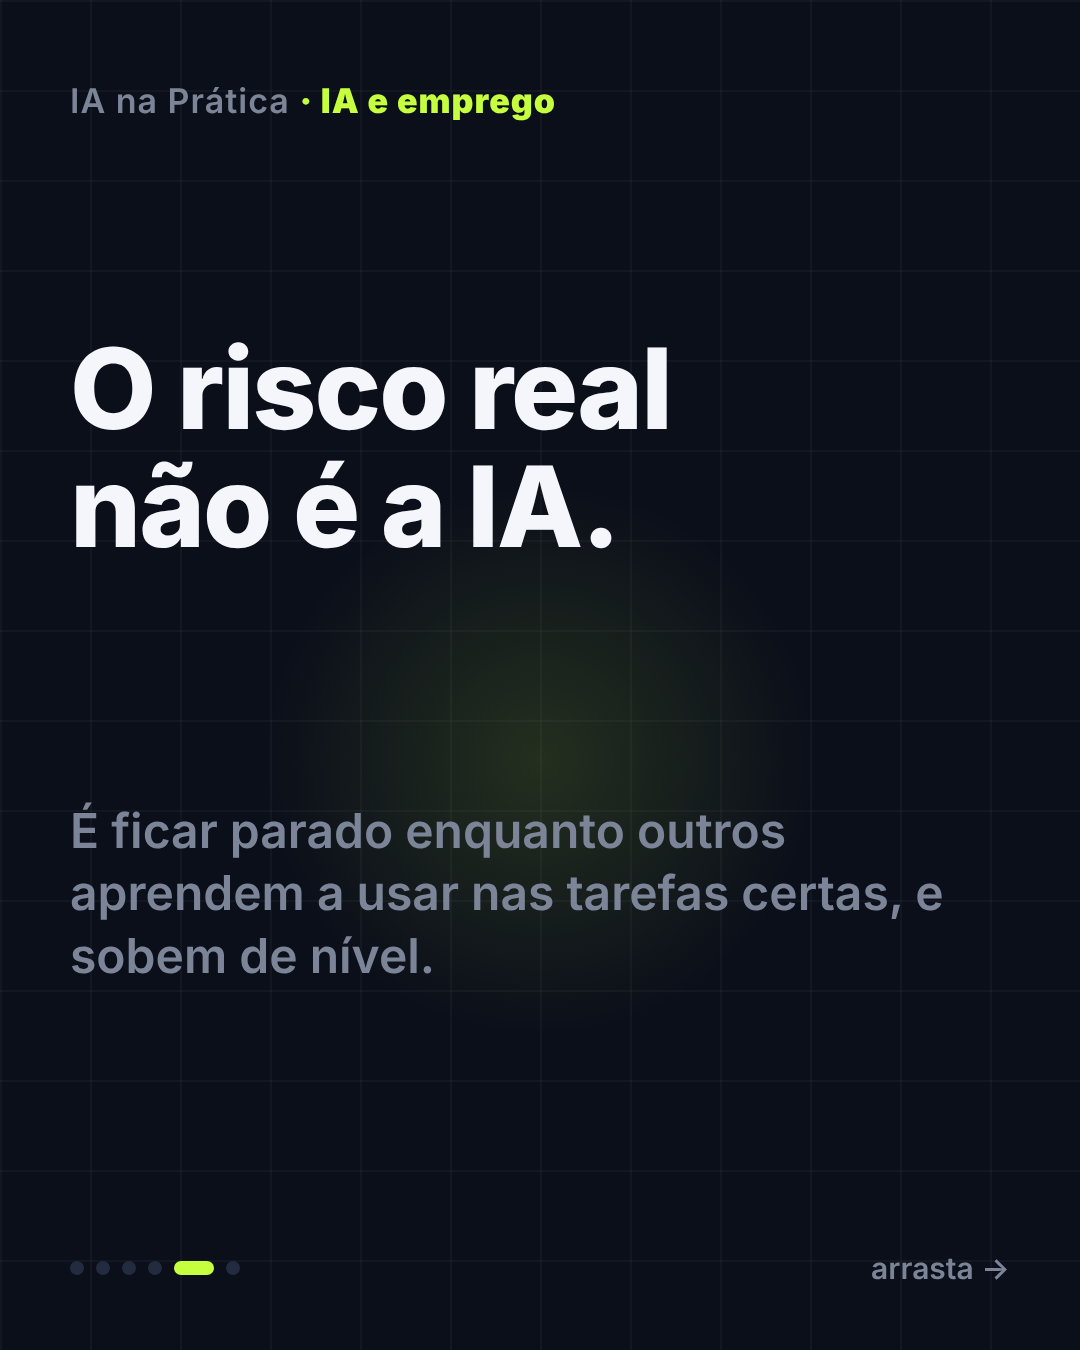 IA na Prática · IA e emprego
O risco real
não é a IA.
É ficar parado enquanto outros
aprendem a usar nas tarefas certas, e
sobem de nível.
arrasta →